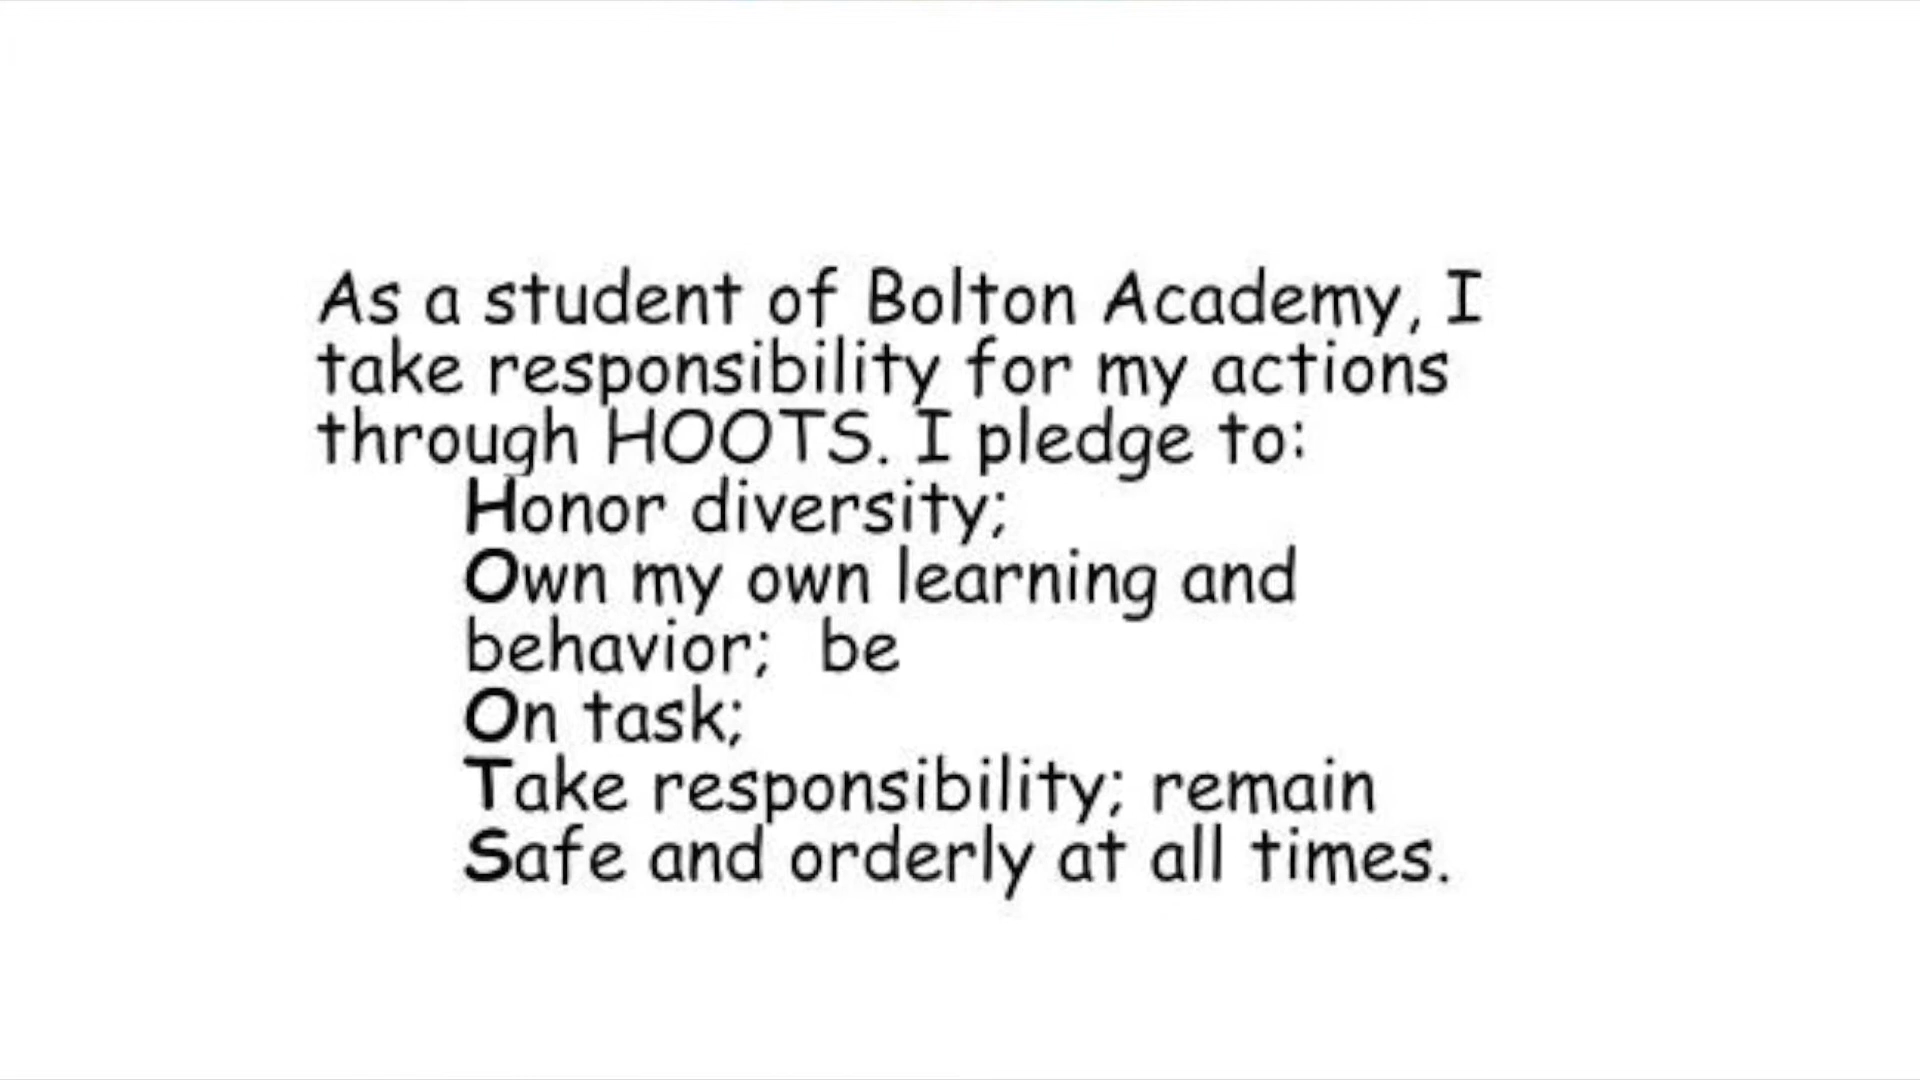 As a student of Bolton Academy, I
take responsibility for my actions
through HOOTS. I pledge to:
Honor diversity;
Own my own learning and
behavior;  be
On task;
Take responsibility; remain
Safe and orderly at all times.